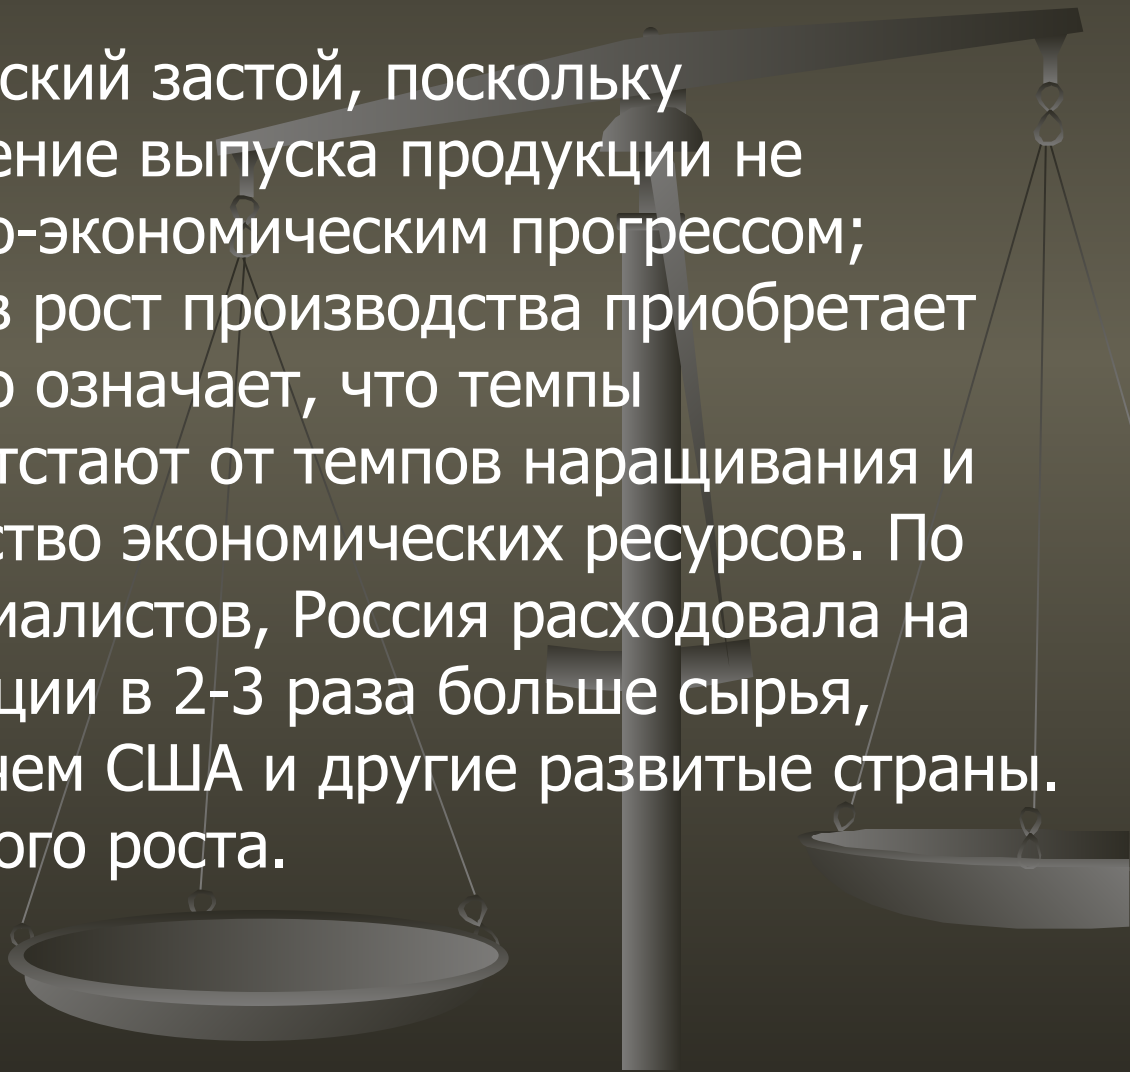 ский застой, поскольку
ение выпуска продукции не
о-экономическим прогрессом;
в рост производства приобретает
о означает, что темпы
тстают от темпов наращивания и
ство экономических ресурсов. По
иалистов, Россия расходовала на
ции в 2-3 раза больше сырья,
чем США и другие развитые страны.
ого роста.